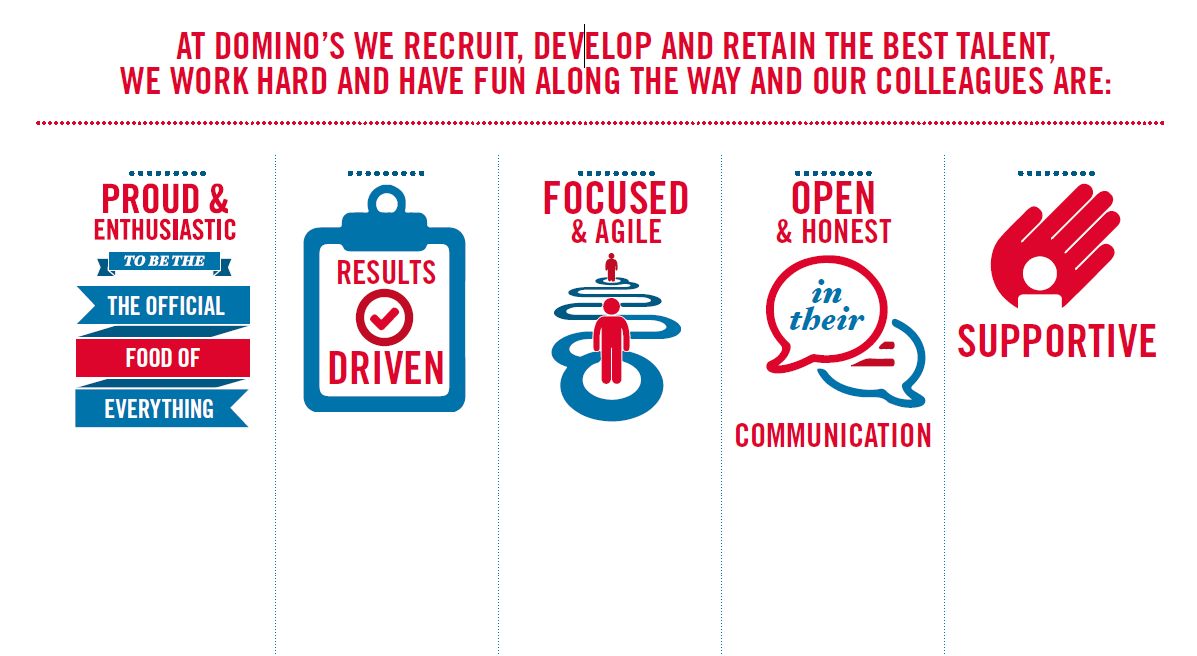 AT DOMINO'S WE RECRUIT, DEVELOP AND RETAIN THE BEST TALENT,
WE WORK HARD AND HAVE FUN ALONG THE WAY AND OUR COLLEAGUES ARE:
PROUD &
ENTHUSIASTIC
TO BE THE
THE OFFICIAL
FOOD OF
EVERYTHING
RESULTS
DRIVEN
FOCUSED
& AGILE
OPEN
& HONEST
in
their
COMMUNICATION
SUPPORTIVE